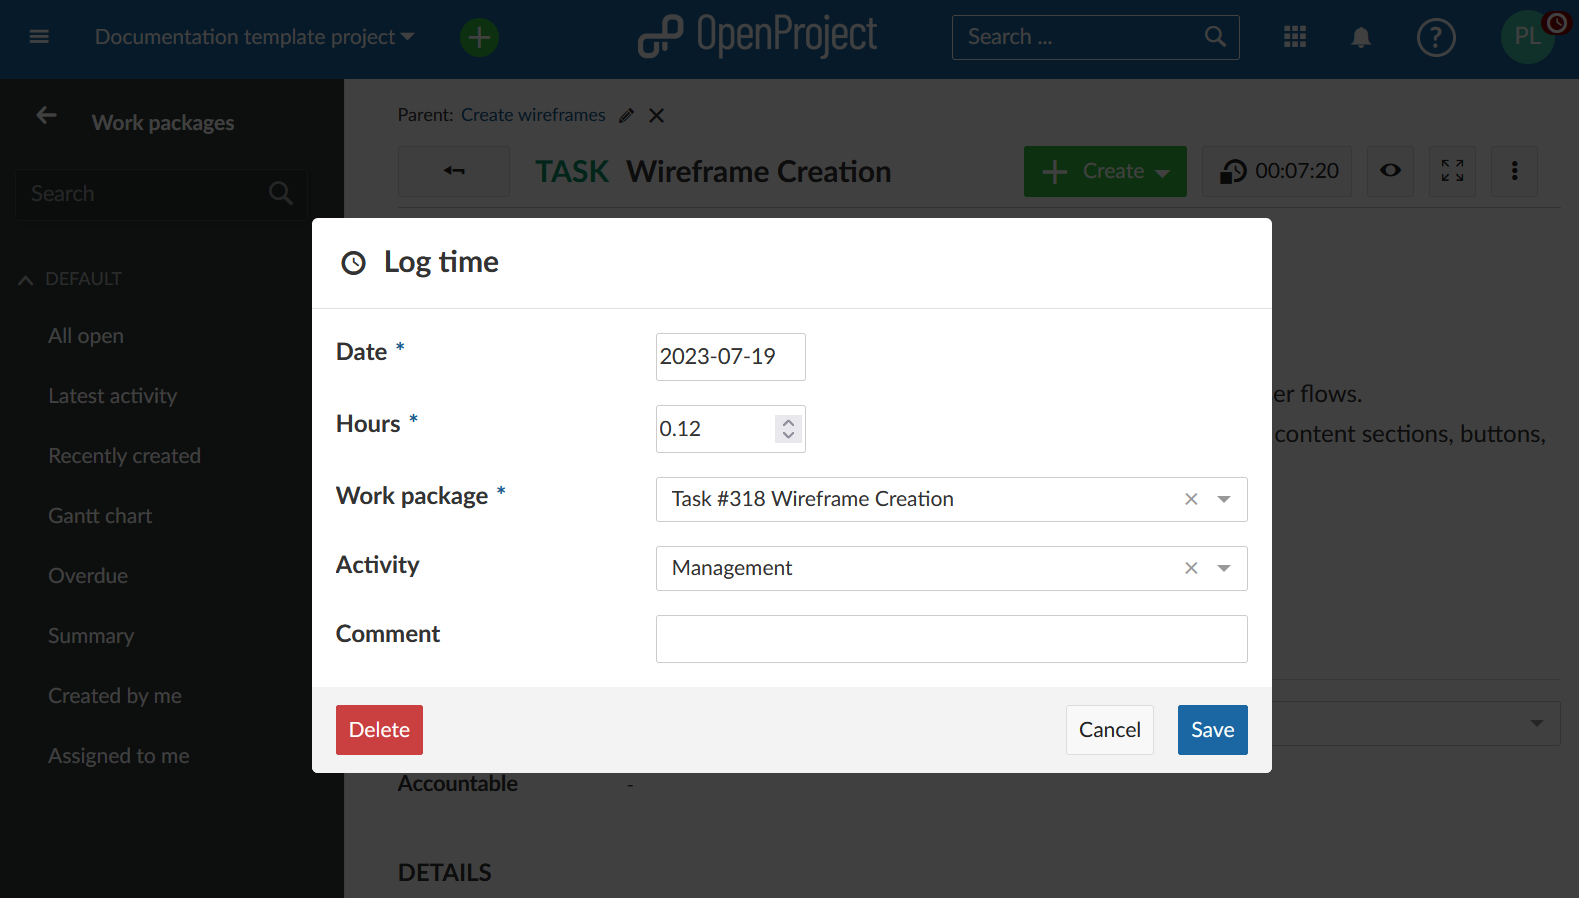 Documentation template project
OpenProject
Search ...
?
PL
Work packages
Search
DEFAULT
All open
Latest activity
Recently created
Gantt chart
Overdue
Summary
Created by me
Assigned to me
Parent: Create wireframes
TASK Wireframe Creation
Create
00:07:20
er flows.
content sections, buttons,
Log time
Date *
2023-07-19
Hours *
0.12
Work package *
Task #318 Wireframe Creation
Activity
Management
Comment
Delete
Cancel
Save
Accountable
-
DETAILS